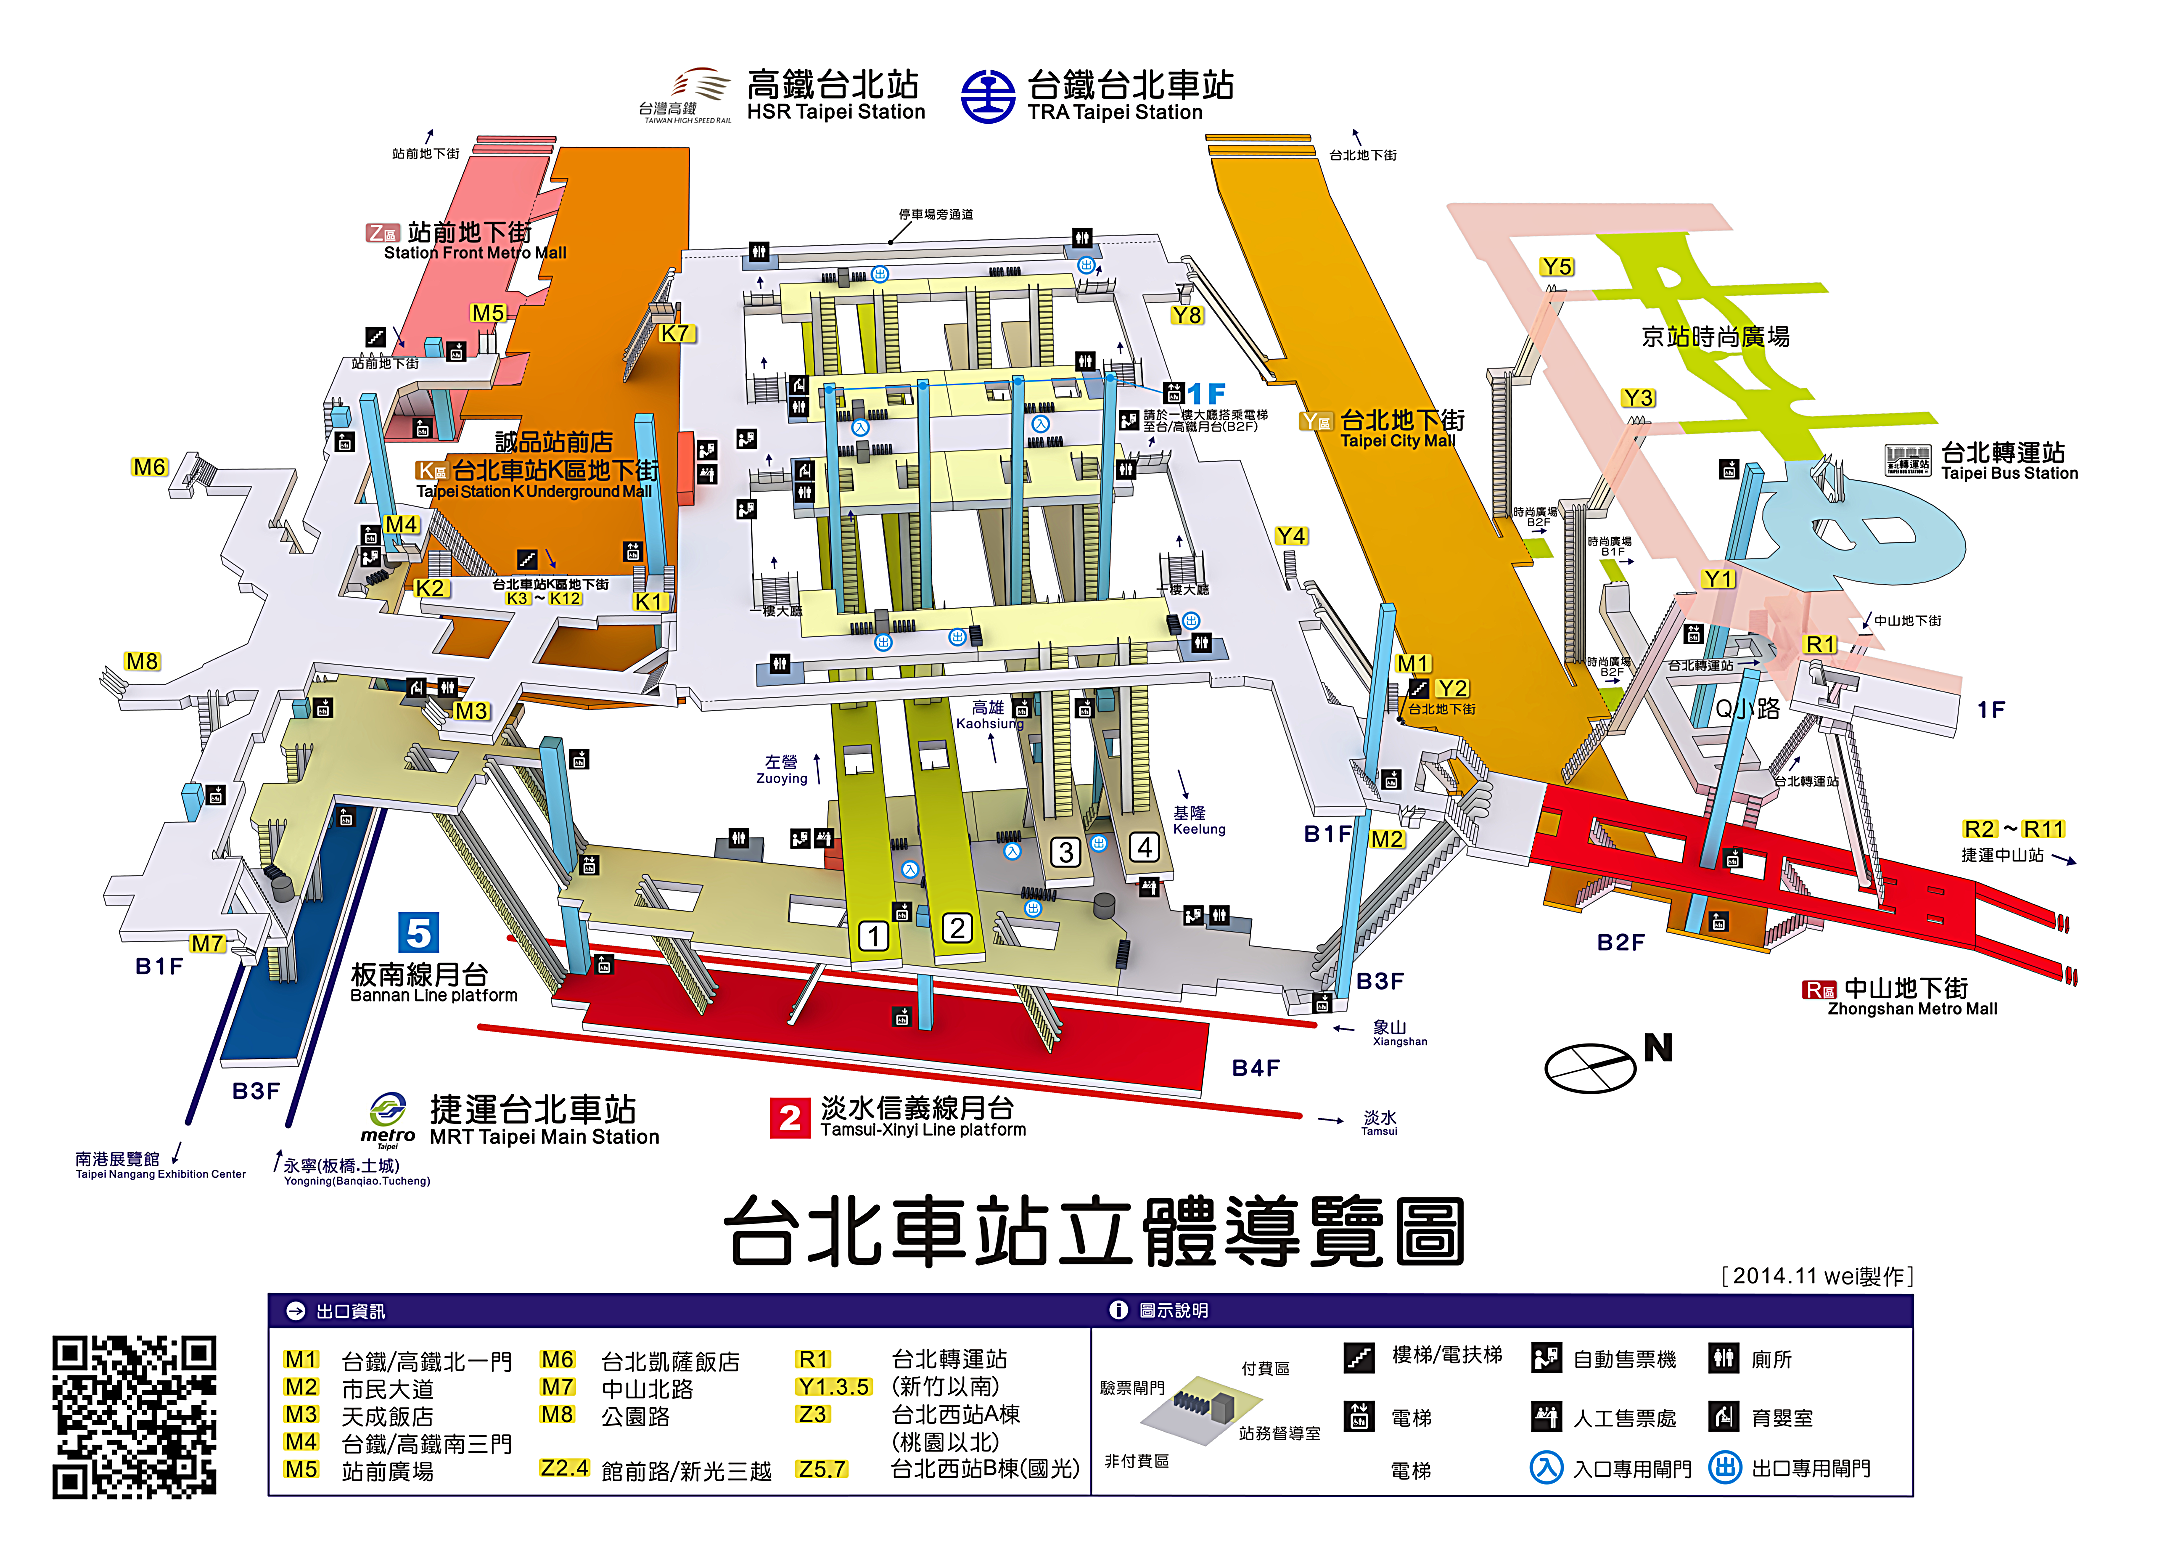 台灣高鐵
TAIWAN HIGH SPEED RAIL
高鐵台北站
HSR Taipei Station
台鐵台北車站
TRA Taipei Station
站前地下街
台北地下街
停車場旁通道
Z區 站前地下街
Station Front Metro Mall
M5
站前地下街
K7
Y8
Y5
京站時尚廣場
1F
請於一樓大廳搭乘電梯
至台/高鐵月台(B2F)
Y區 台北地下街
Taipei City Mall
Y3
誠品站前店
K區 台北車站K區地下街
Taipei Station K Underground Mall
台北轉運站
Taipei Bus Station
M6
M4
時尚廣場
B2F
Y4
時尚廣場
B1F
K2
台北車站K區地下街
K3~K12
K1
一樓大廳
一樓大廳
Y1
中山地下街
R1
M8
M1
Y2
台北地下街
時尚廣場
B2F
台北轉運站
M3
高雄
Kaohsiung
Q小路
1F
左營
Zuoying
台北轉運站
基隆
Keelung
B1F
M2
3
4
R2~R11
捷運中山站
1
2
M7
B1F
5
板南線月台
Bannan Line platform
B2F
B3F
R區 中山地下街
Zhongshan Metro Mall
象山
Xiangshan
N
B3F
B4F
metro
Taipei
捷運台北車站
MRT Taipei Main Station
2
淡水信義線月台
Tamsui-XInyi Line platform
淡水
Tamsui
南港展覽館
Taipei Nangang Exhibition Center
永寧(板橋.土城)
Yongning(Banqiao.Tucheng)
台北車站立體導覽圖
[2014.11 wei製作]
出口資訊
M1 台鐵/高鐵北一門
M2 市民大道
M3 天成飯店
M4 台鐵/高鐵南三門
M5 站前廣場
M6 台北凱薩飯店
M7 中山北路
M8 公園路
Z2.4 館前路/新光三越
R1 台北轉運站
Y1.3.5 (新竹以南)
Z3 台北西站A棟
(桃園以北)
Z5.7 台北西站B棟(國光)
圖示說明
付費區
驗票閘門
站務督導室
非付費區
樓梯/電扶梯
電梯
電梯
自動售票機
人工售票處
入 入口專用閘門
廁所
育嬰室
出 出口專用閘門